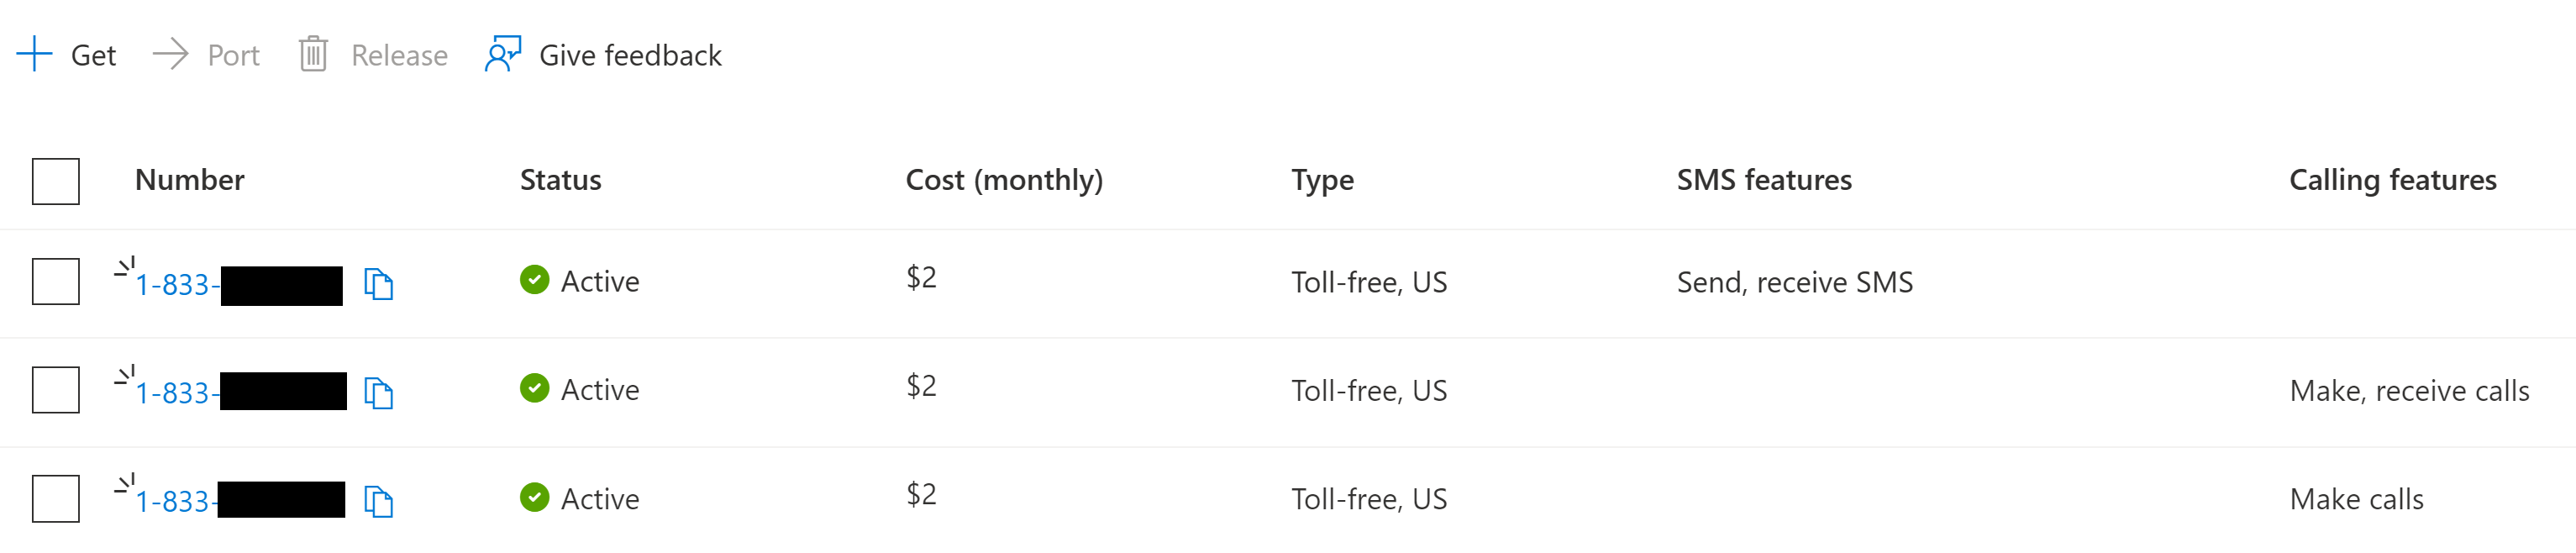 Get Port Release Give feedback
Number Status Cost (monthly) Type SMS features Calling features
1-833- Active $2 Toll-free, US Send, receive SMS
1-833- Active $2 Toll-free, US Make, receive calls
1-833- Active $2 Toll-free, US Make calls